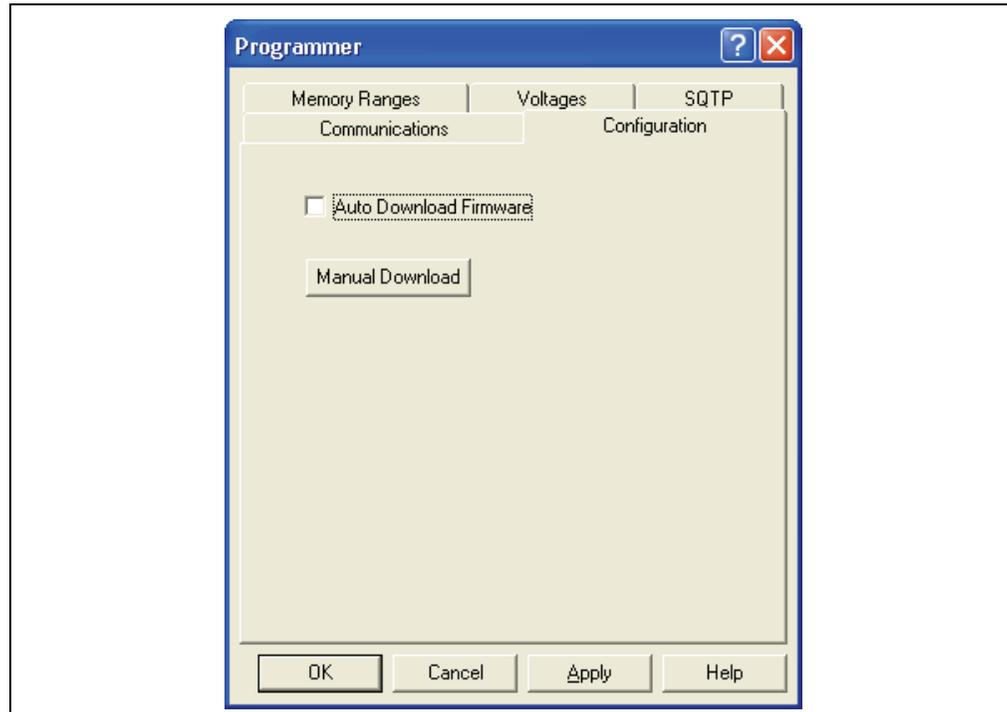 Programmer
Memory Ranges Voltages SQTP
Communications Configuration
Auto Download Firmware
Manual Download
OK Cancel Apply Help